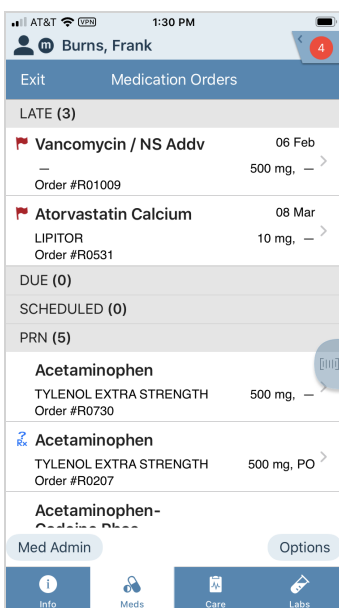 AT&T VPN 1:30 PM
m Burns, Frank 4
Exit Medication Orders
LATE (3)
Vancomycin / NS Addv 06 Feb
— 500 mg, —
Order #R01009
Atorvastatin Calcium 08 Mar
LIPITOR 10 mg, —
Order #R0531
DUE (0)
SCHEDULED (0)
PRN (5)
Acetaminophen
TYLENOL EXTRA STRENGTH 500 mg, —
Order #R0730
? Rx Acetaminophen
TYLENOL EXTRA STRENGTH 500 mg, PO
Order #R0207
Acetaminophen-
Codeine Phos
Med Admin Options
Info Meds Care Labs